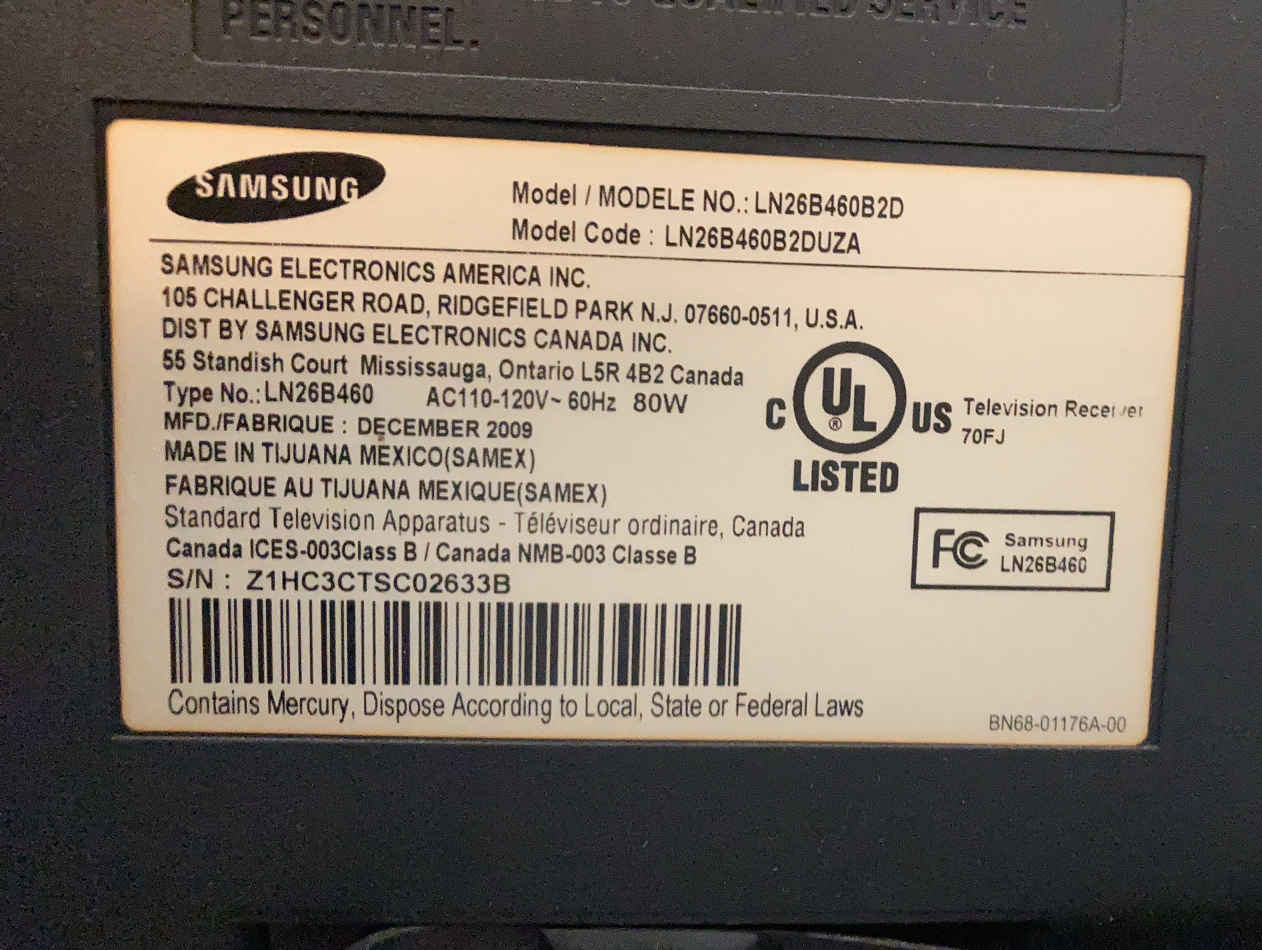 QUALIFIED SERVICE
PERSONNEL.
SAMSUNG
Model / MODELE NO.: LN26B460B2D
Model Code : LN26B460B2DUZA
SAMSUNG ELECTRONICS AMERICA INC.
105 CHALLENGER ROAD, RIDGEFIELD PARK N.J. 07660-0511, U.S.A.
DIST BY SAMSUNG ELECTRONICS CANADA INC.
55 Standish Court Mississauga, Ontario L5R 4B2 Canada
Type No.: LN26B460 AC110-120V~ 60Hz 80W
MFD./FABRIQUE : DECEMBER 2009
MADE IN TIJUANA MEXICO(SAMEX)
FABRIQUE AU TIJUANA MEXIQUE(SAMEX)
Standard Television Apparatus - Téléviseur ordinaire, Canada
Canada ICES-003Class B / Canada NMB-003 Classe B
S/N : Z1HC3CTSC02633B
Contains Mercury, Dispose According to Local, State or Federal Laws
C UL ® US
LISTED
Television Receiver
70FJ
FC Samsung
LN26B460
BN68-01176A-00